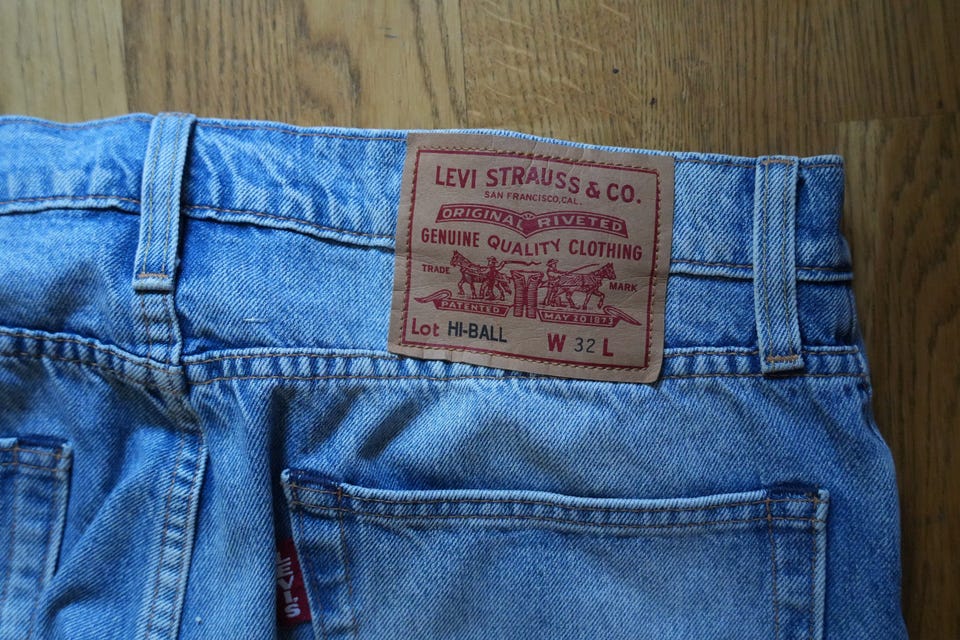 LEVI STRAUSS & CO.
SAN FRANCISCO, CAL.
ORIGINAL RIVETED
GENUINE QUALITY CLOTHING
TRADE MARK
PATENTED MAY 20 1873
Lot HI-BALL W 32 L
LEVI'S